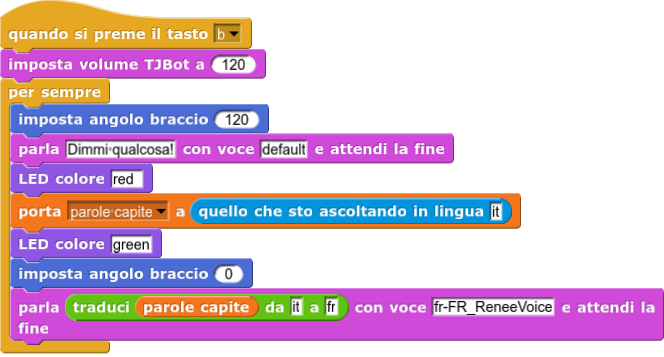 quando si preme il tasto b
imposta volume TJBot a 120
per sempre
imposta angolo braccio 120
parla Dimmi qualcosa! con voce default e attendi la fine
LED colore red
porta parole capite a quello che sto ascoltando in lingua it
LED colore green
imposta angolo braccio 0
parla traduci parole capite da it a fr con voce fr-FR_ReneeVoice e attendi la
fine